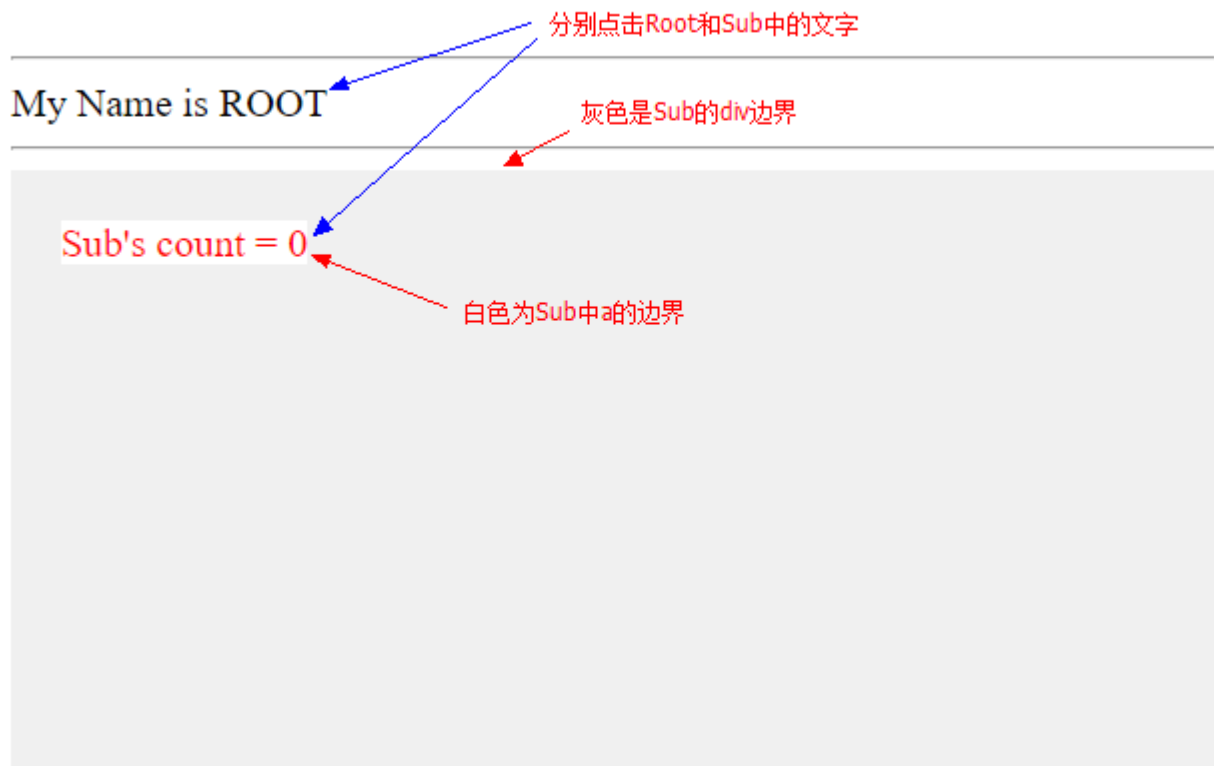 分别点击Root和Sub中的文字
My Name is ROOT
灰色是Sub的div边界
Sub's count = 0
白色为Sub中a的边界